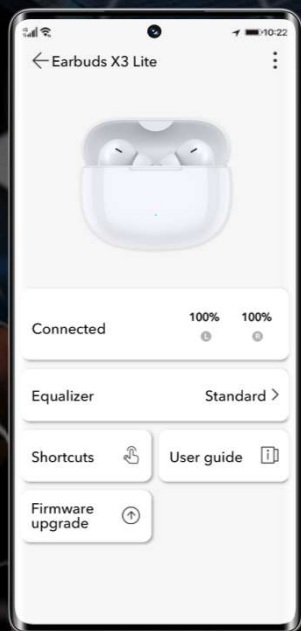 10:22
Earbuds X3 Lite
Connected
100% 100%
L R
Equalizer
Standard
Shortcuts
User guide
Firmware
upgrade